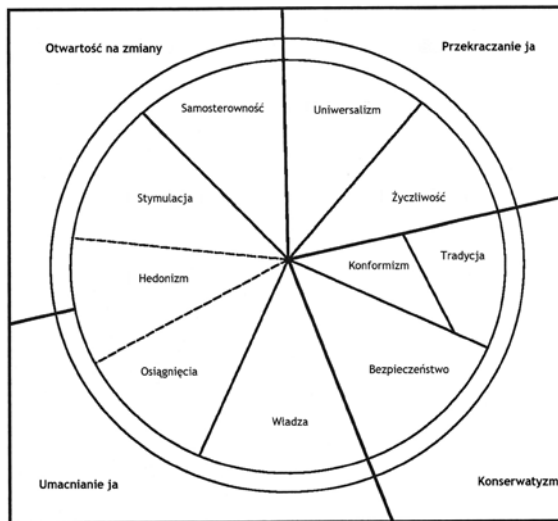 Otwartość na zmiany
Przekraczanie ja
Samosterowność
Uniwersalizm
Stymulacja
Życzliwość
Tradycja
Konformizm
Hedonizm
Osiągnięcia
Bezpieczeństwo
Władza
Umacnianie ja
Konserwatyzm